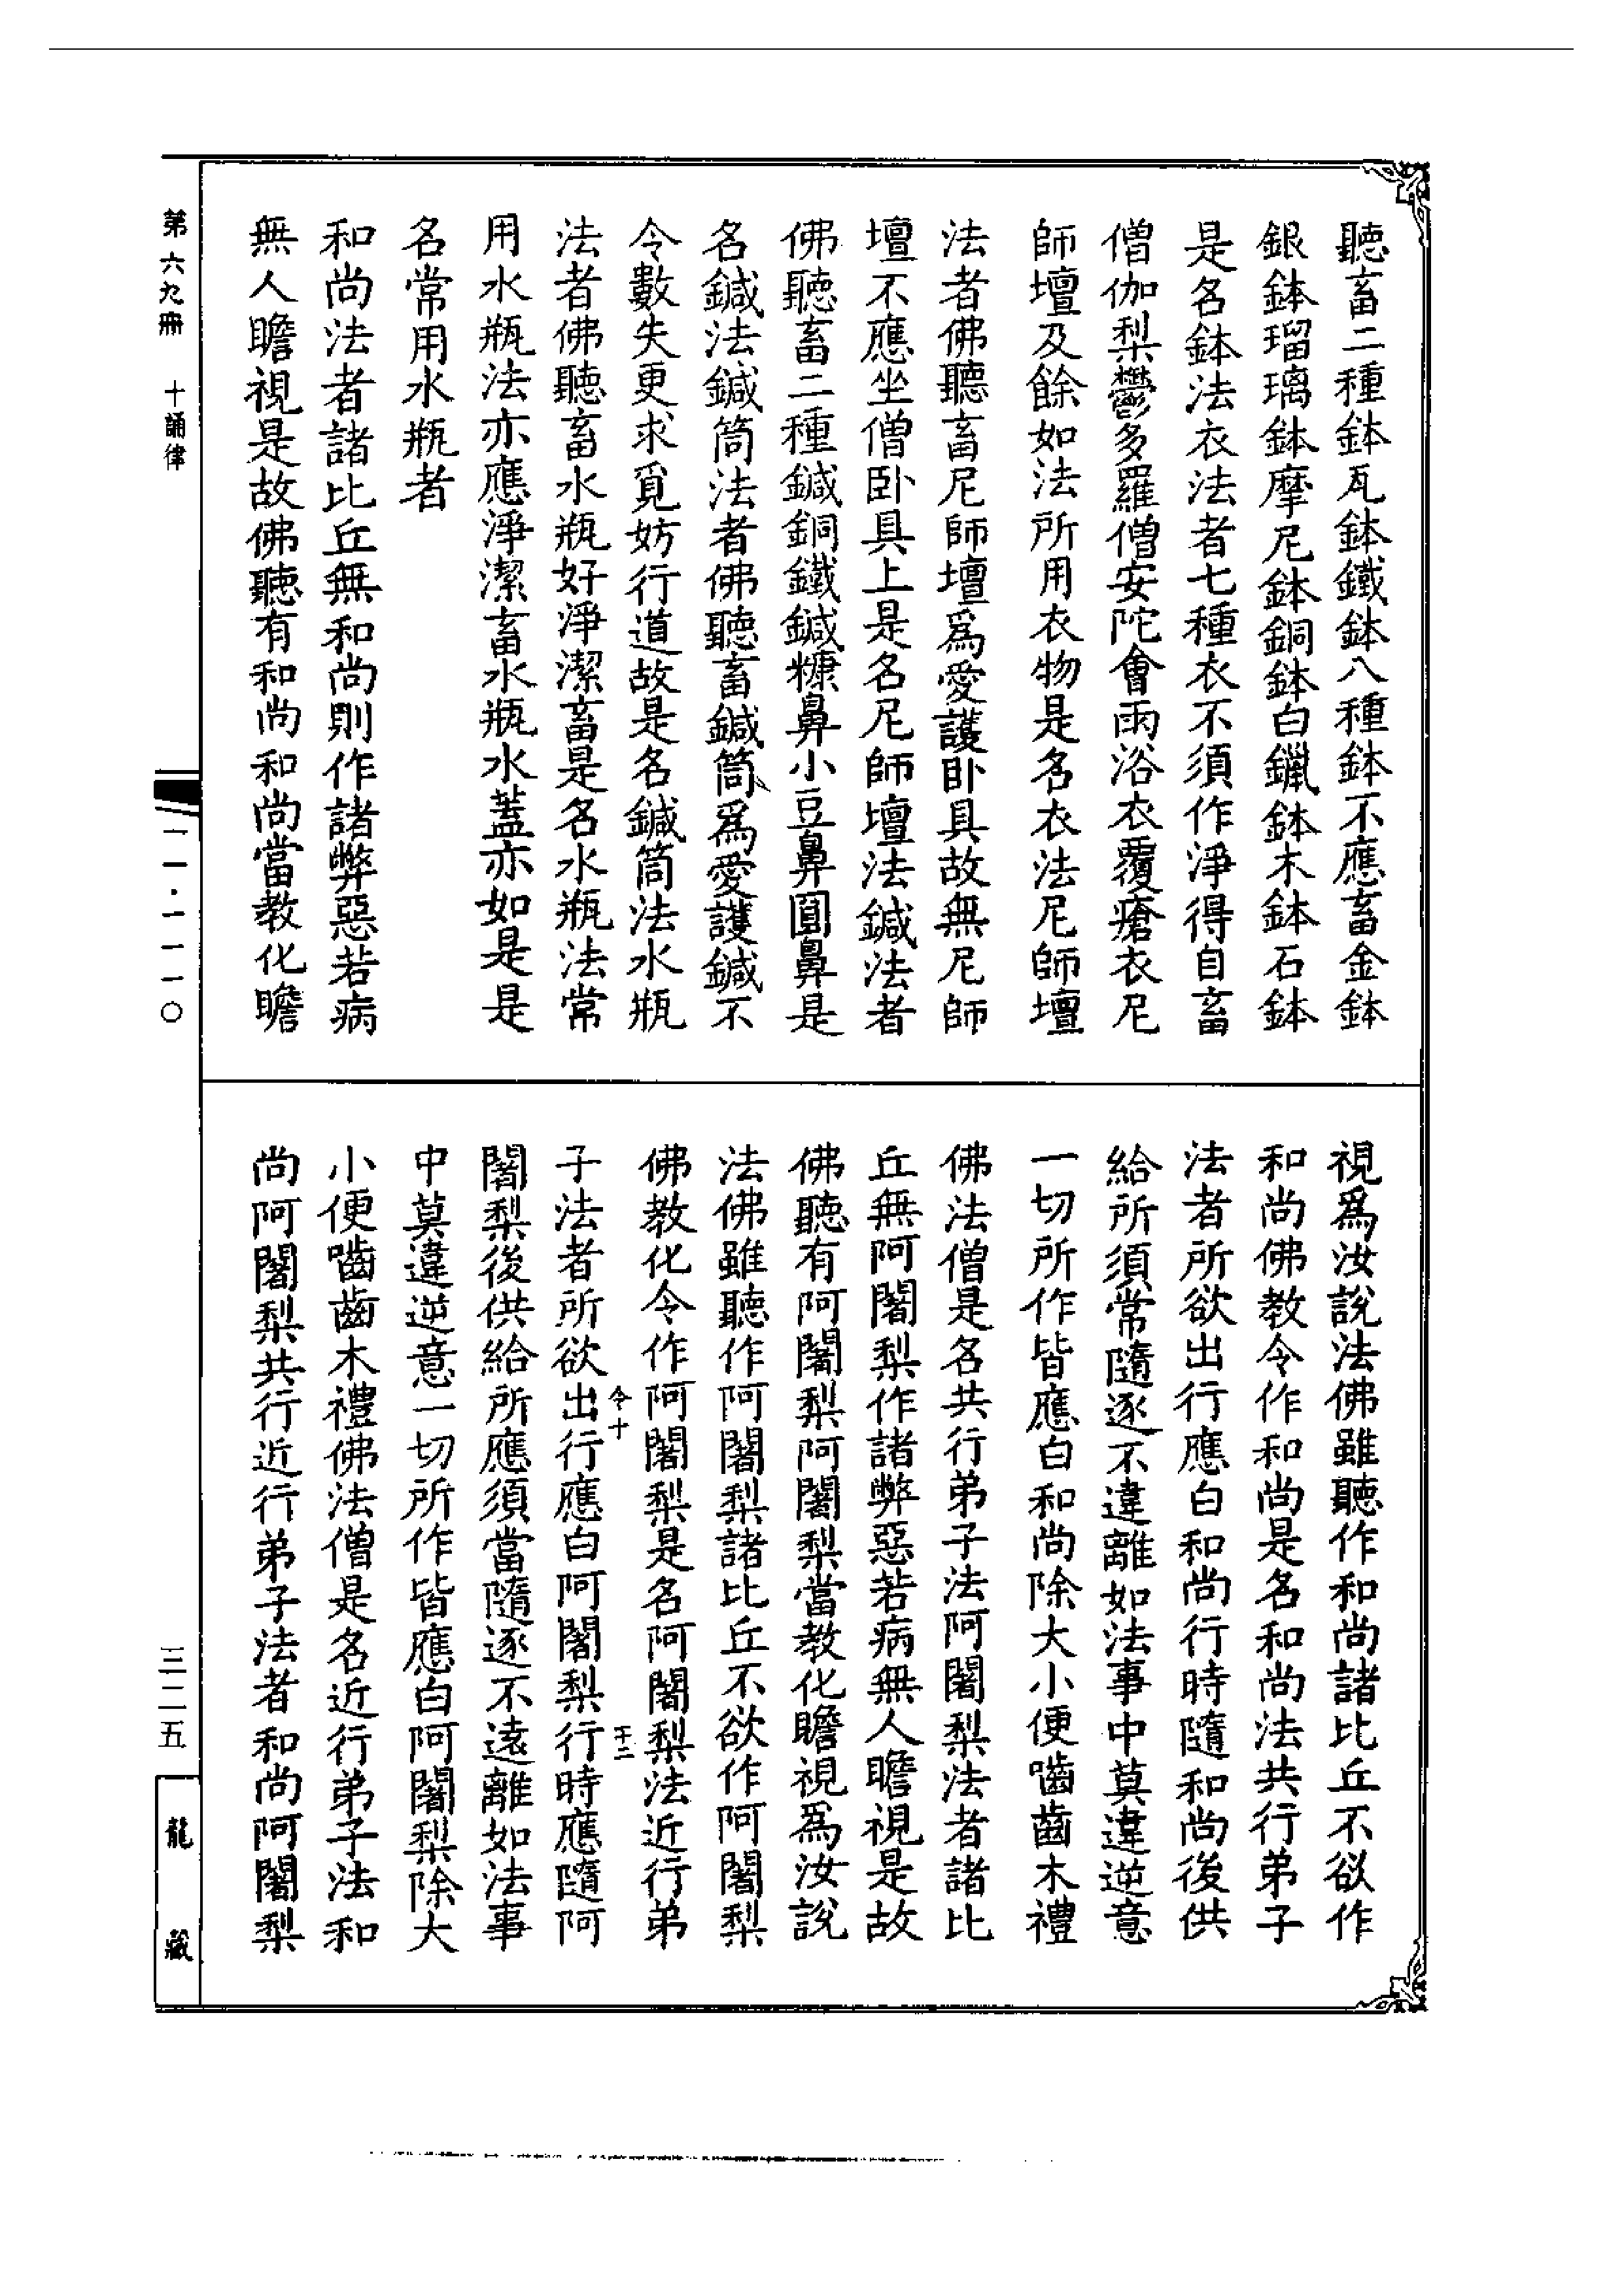 聽畜二種鉢瓦鉢鐵鉢八種鉢不應畜金鉢
銀鉢瑠璃鉢摩尼鉢銅鉢白鑞鉢木鉢石鉢
是名鉢法衣法者七種衣不須作淨得自畜
僧伽梨鬱多羅僧安陀會雨浴衣覆瘡衣尼
師壇及餘如法所用衣物是名衣法尼師壇
法者佛聽畜尼師壇爲愛護卧具故無尼師
壇不應坐僧卧具上是名尼師壇法鍼法者
佛聽畜二種鍼銅鐵鍼糠鼻小豆鼻圓鼻是
名鍼法鍼筒法者佛聽畜鍼筒爲愛護鍼不
令數失更求覓妨行道故是名鍼筒法水瓶
法者佛聽畜水瓶好淨潔畜是名水瓶法常
用水瓶法亦應淨潔畜水瓶水蓋亦如是是
名常用水瓶者
和尚法者諸比丘無和尚則作諸弊惡若病
無人瞻視是故佛聽有和尚和尚當教化瞻
視爲汝說法佛雖聽作和尚諸比丘不欲作
和尚佛教令作和尚是名和尚法共行弟子
法者所欲出行應白和尚行時隨和尚後供
給所須常隨逐不違離如法事中莫違逆意
一切所作皆應白和尚除大小便嚙齒木禮
佛法僧是名共行弟子法阿闍梨法者諸比
丘無阿闍梨作諸弊惡若病無人瞻視是故
佛聽有阿闍梨阿闍梨當教化瞻視爲汝說
法佛雖聽作阿闍梨諸比丘不欲作阿闍梨
佛教化令作阿闍梨是名阿闍梨法近行弟
令十
十二
子法者所欲出行應白阿闍梨行時應隨阿
闍梨後供給所應須當隨逐不遠離如法事
中莫違逆意一切所作皆應白阿闍梨除大
小便嚙齒木禮佛法僧是名近行弟子法和
尚阿闍梨共行近行弟子法者和尚阿闍梨
第六九冊 十誦律
一一·一一一〇
三二五
龍藏